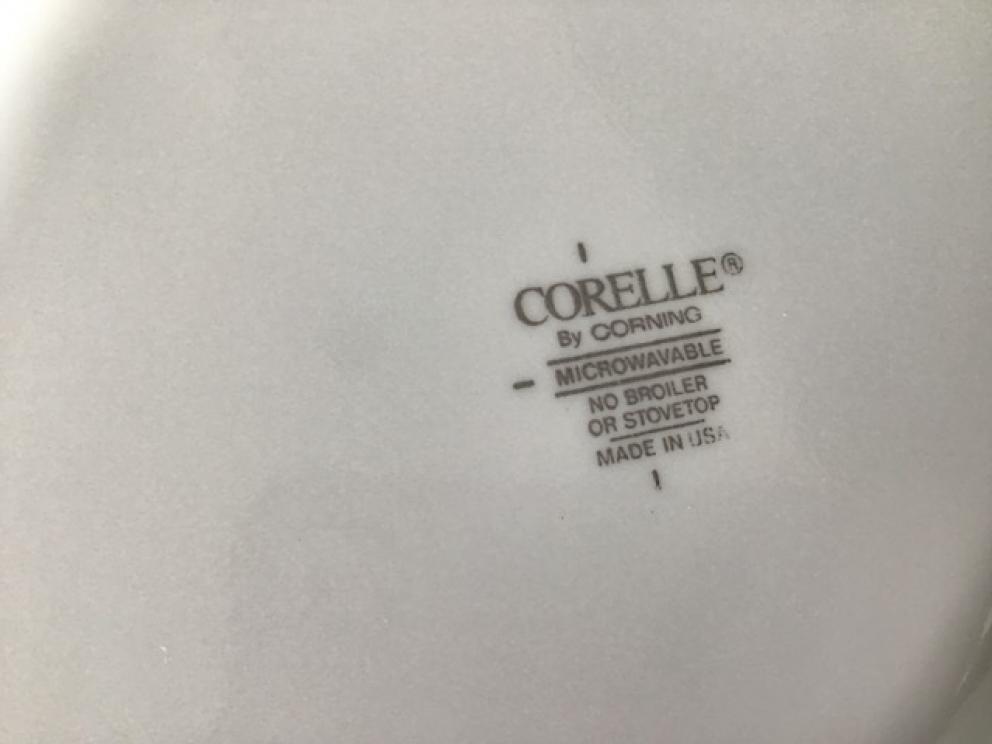 CORELLE®
By CORNING
MICROWAVABLE
NO BROILER
OR STOVETOP
MADE IN USA